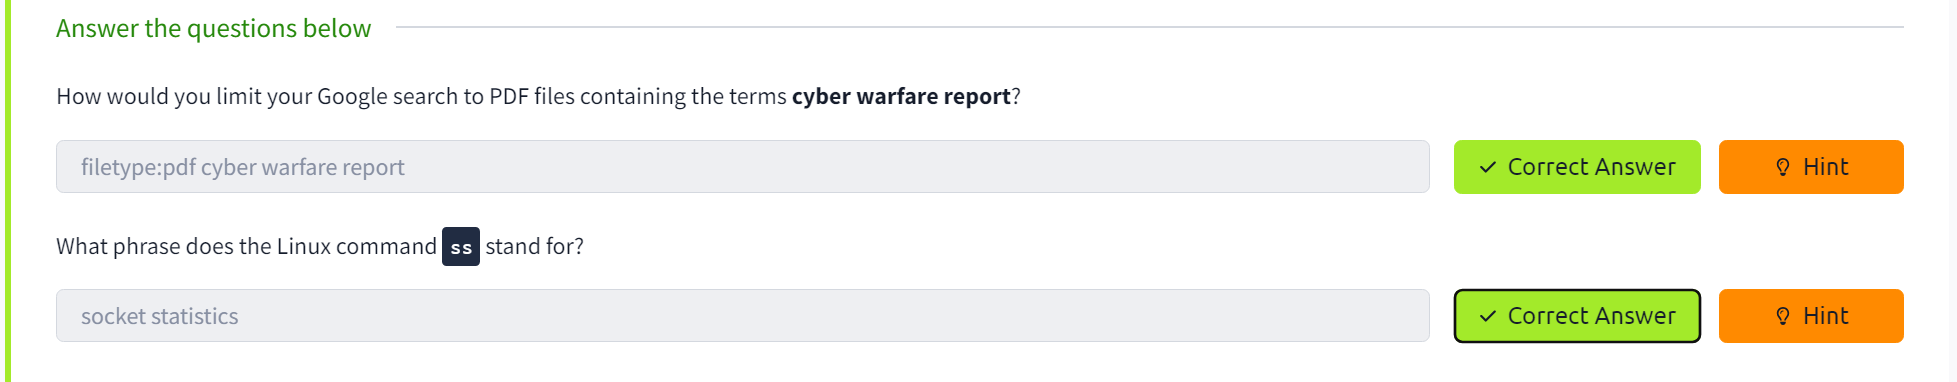 Answer the questions below
How would you limit your Google search to PDF files containing the terms cyber warfare report?
filetype:pdf cyber warfare report
Correct Answer
Hint
What phrase does the Linux command ss stand for?
socket statistics
Correct Answer
Hint